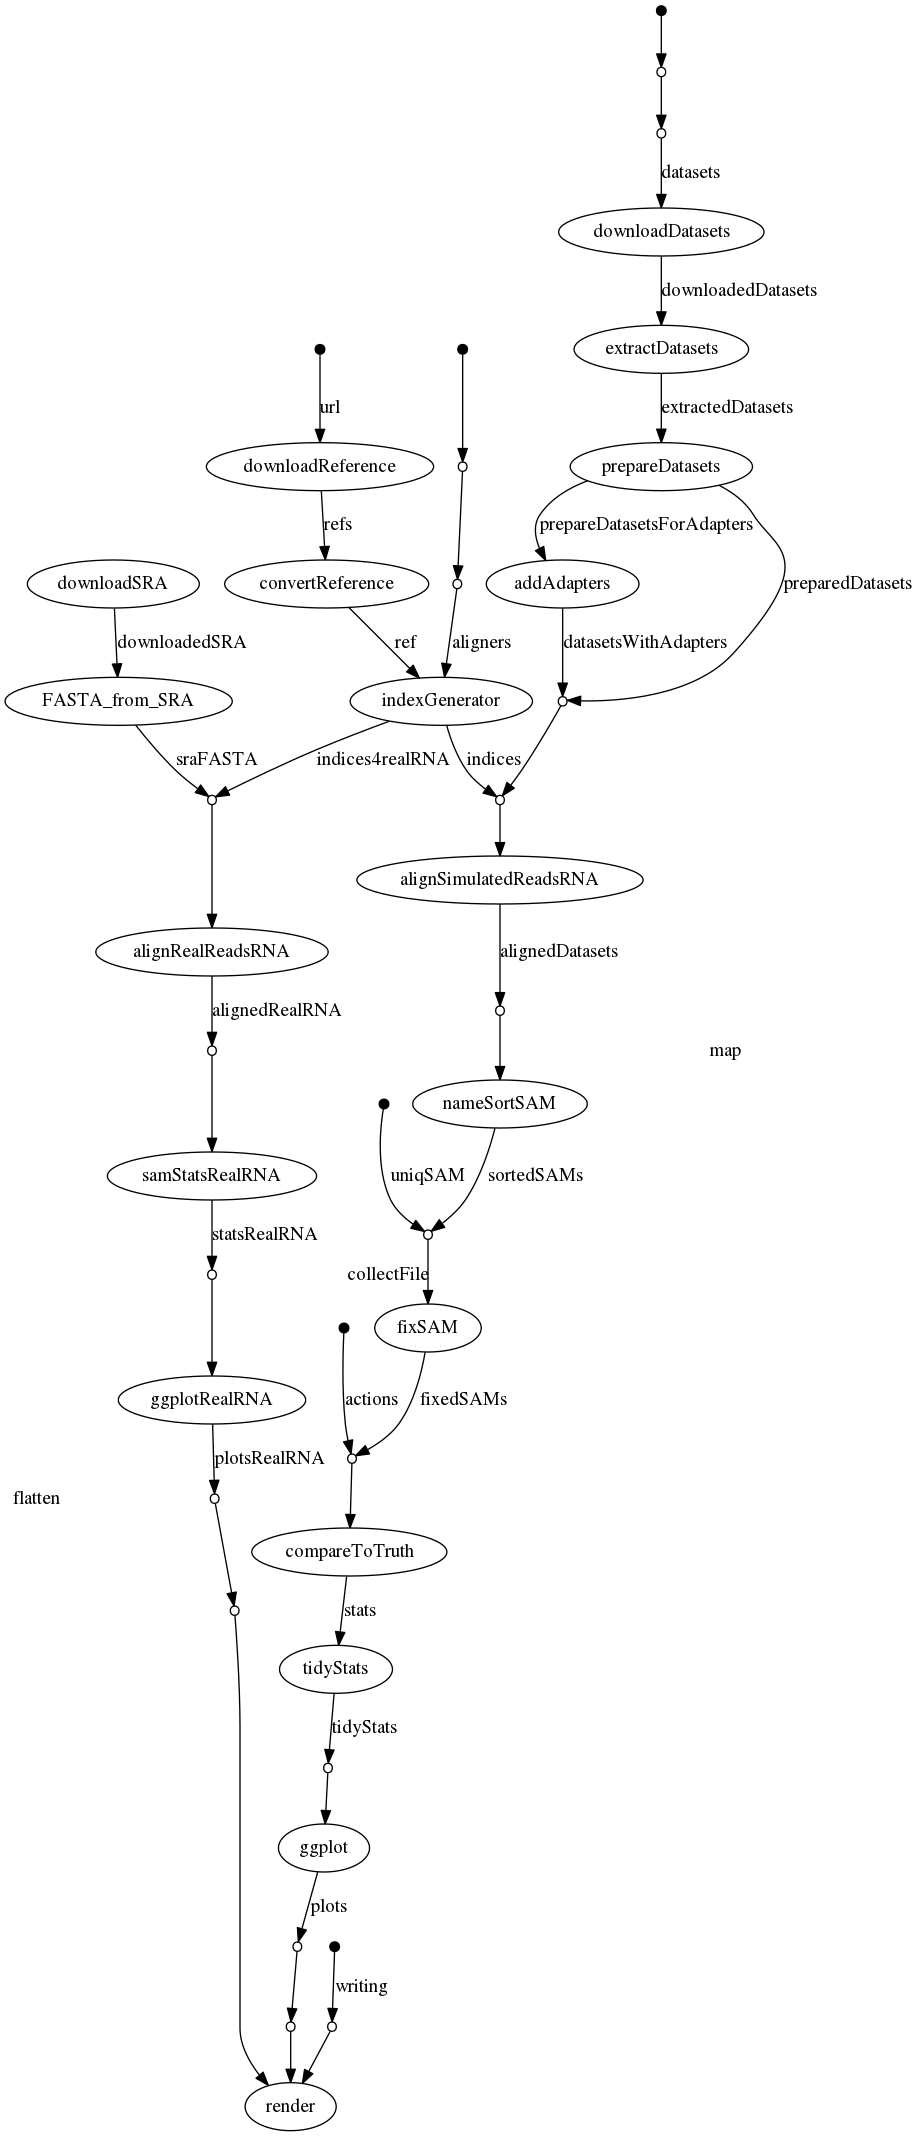 datasets
downloadDatasets
downloadedDatasets
extractDatasets
extractedDatasets
url
downloadReference
prepareDatasets
refs
prepareDatasetsForAdapters
downloadSRA
convertReference
addAdapters
preparedDatasets
downloadedSRA
ref
aligners
datasetsWithAdapters
FASTA_from_SRA
indexGenerator
sraFASTA
indices4realRNA
indices
alignSimulatedReadsRNA
alignRealReadsRNA
alignedDatasets
alignedRealRNA
map
nameSortSAM
samStatsRealRNA
uniqSAM
sortedSAMs
statsRealRNA
collectFile
fixSAM
ggplotRealRNA
actions
fixedSAMs
plotsRealRNA
flatten
compareToTruth
stats
tidyStats
tidyStats
ggplot
plots
writing
render